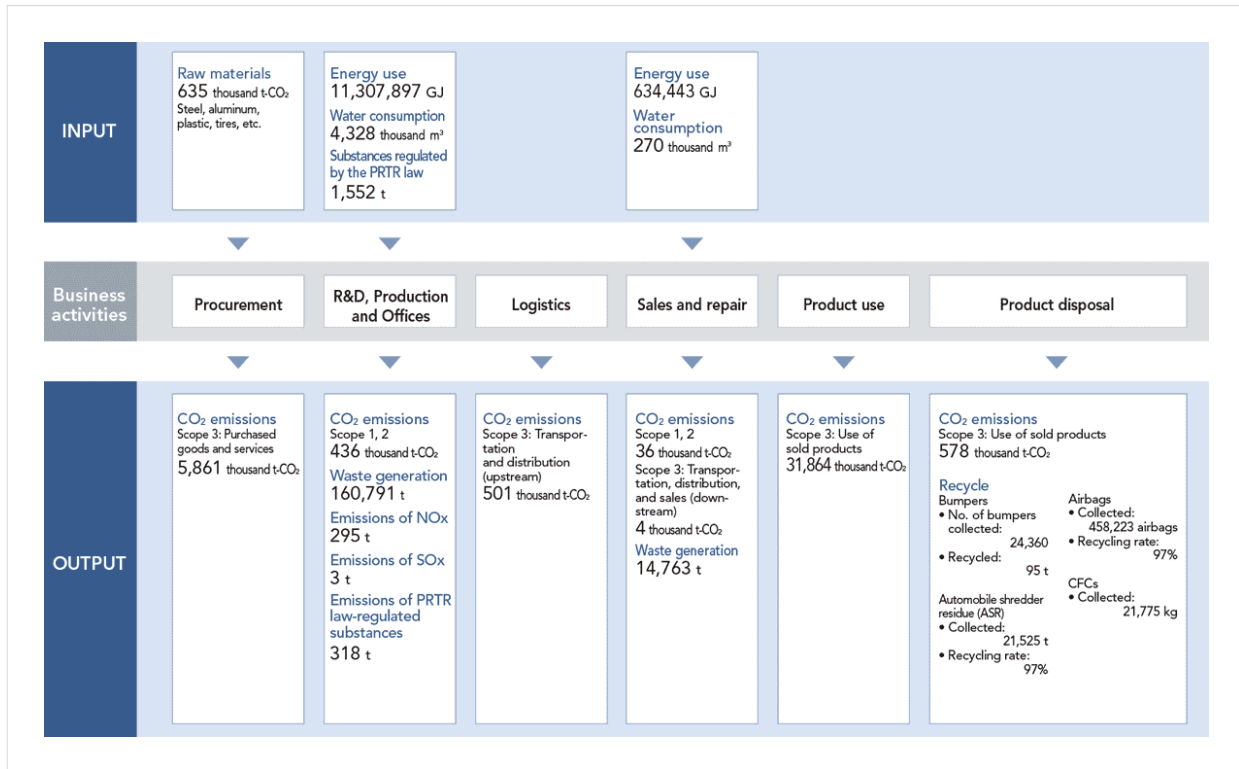 INPUT
Raw materials
635 thousand t-CO₂
Steel, aluminum,
plastic, tires, etc.
Energy use
11,307,897 GJ
Water consumption
4,328 thousand m³
Substances regulated
by the PRTR law
1,552 t
Energy use
634,443 GJ
Water
consumption
270 thousand m³
Business
activities
Procurement
R&D, Production
and Offices
Logistics
Sales and repair
Product use
Product disposal
OUTPUT
CO₂ emissions
Scope 3: Purchased
goods and services
5,861 thousand t-CO₂
CO₂ emissions
Scope 1, 2
436 thousand t-CO₂
Waste generation
160,791 t
Emissions of NOx
295 t
Emissions of SOx
3 t
Emissions of PRTR
law-regulated
substances
318 t
CO₂ emissions
Scope 3: Transpor-
tation
and distribution
(upstream)
501 thousand t-CO₂
CO₂ emissions
Scope 1, 2
36 thousand t-CO₂
Scope 3: Transpor-
tation, distribution,
and sales (down-
stream)
4 thousand t-CO₂
Waste generation
14,763 t
CO₂ emissions
Scope 3: Use of
sold products
31,864 thousand t-CO₂
CO₂ emissions
Scope 3: Use of sold products
578 thousand t-CO₂
Recycle
Bumpers
• No. of bumpers
collected:
24,360
• Recycled:
95 t
Automobile shredder
residue (ASR)
• Collected:
21,525 t
• Recycling rate:
97%
Airbags
• Collected:
458,223 airbags
• Recycling rate:
97%
CFCs
• Collected:
21,775 kg